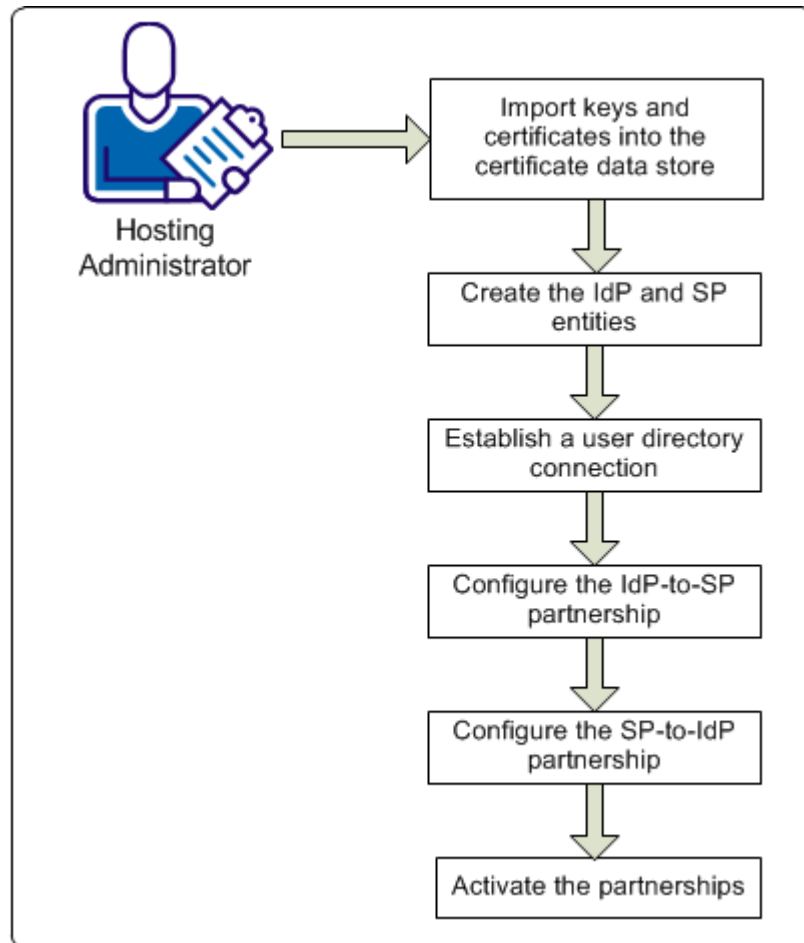 Hosting
Administrator
Import keys and
certificates into the
certificate data store
Create the IdP and SP
entities
Establish a user directory
connection
Configure the IdP-to-SP
partnership
Configure the SP-to-IdP
partnership
Activate the partnerships